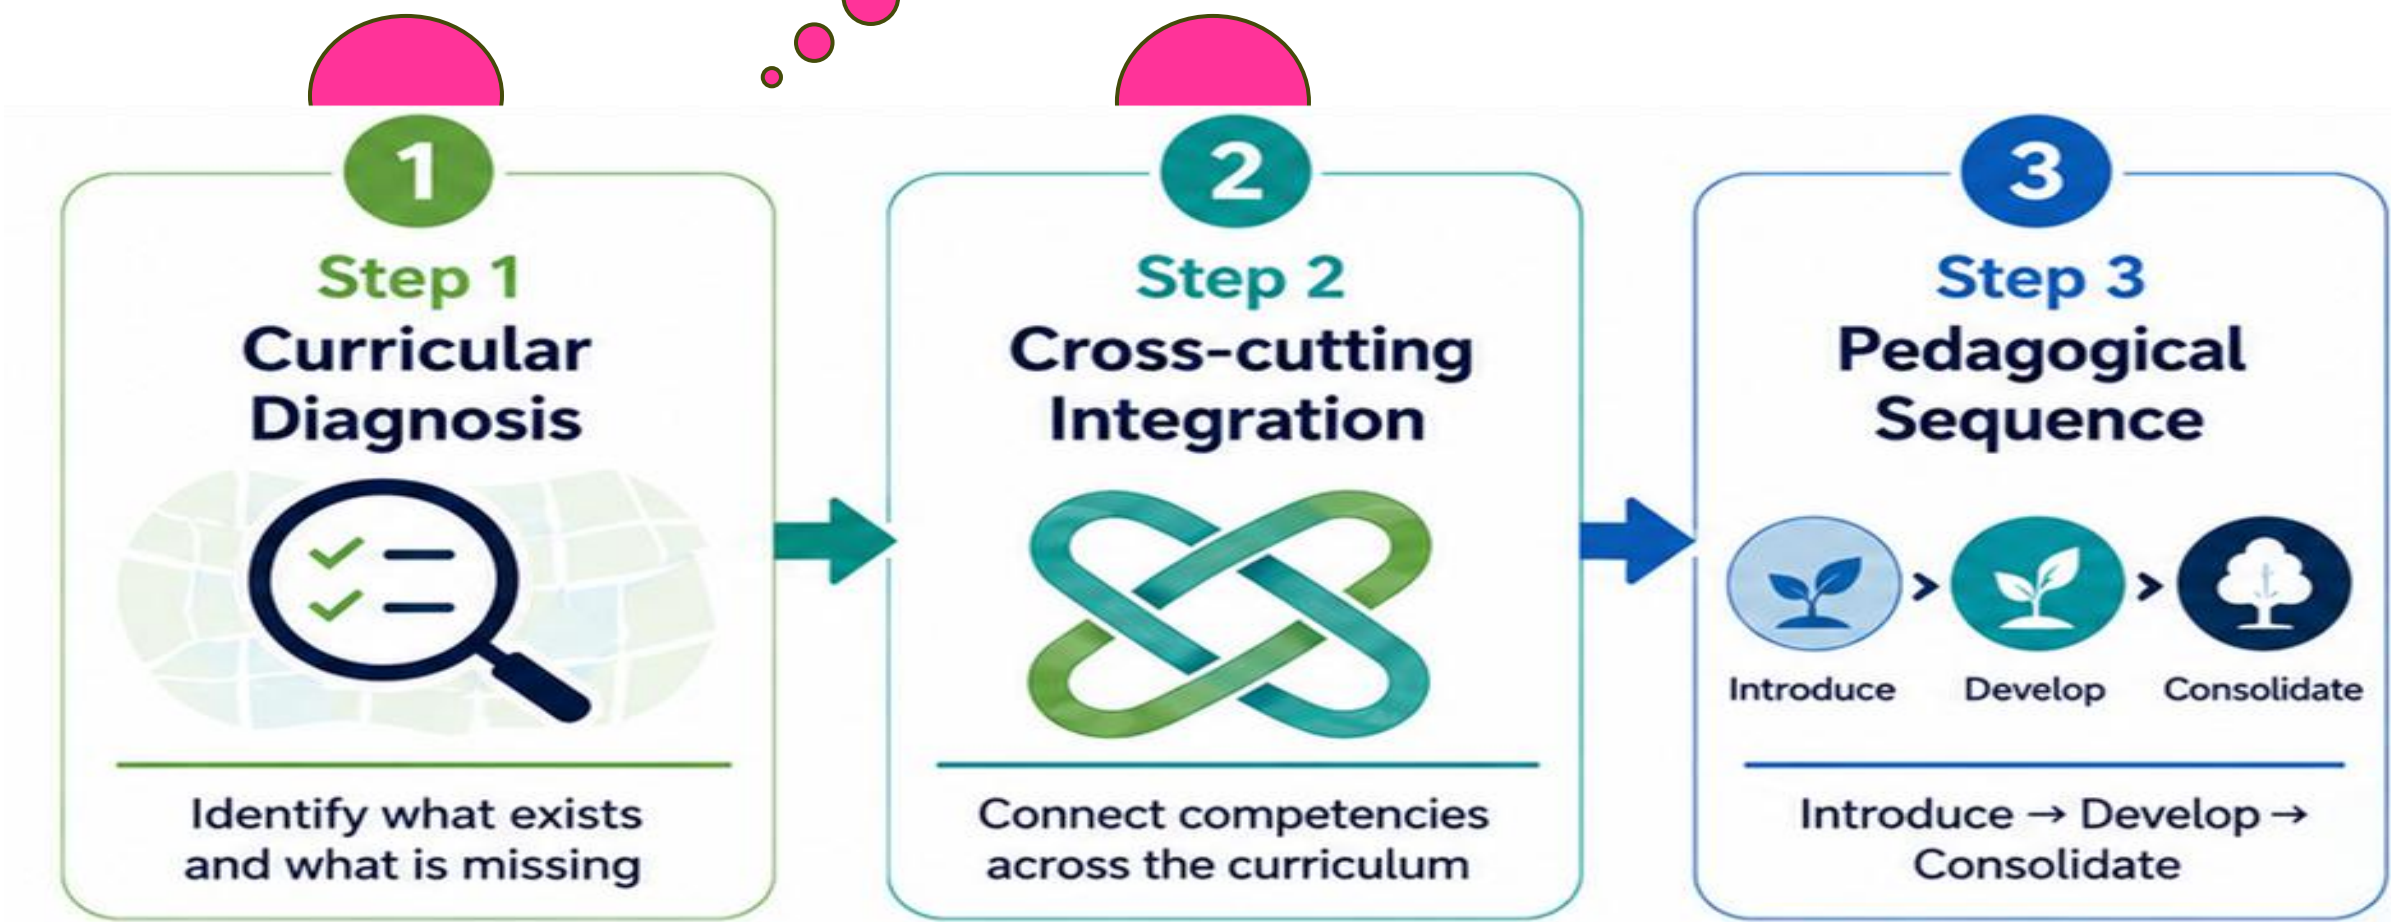 1
Step 1
Curricular
Diagnosis
Identify what exists
and what is missing
2
Step 2
Cross-cutting
Integration
Connect competencies
across the curriculum
3
Step 3
Pedagogical
Sequence
Introduce > Develop > Consolidate
Introduce → Develop →
Consolidate